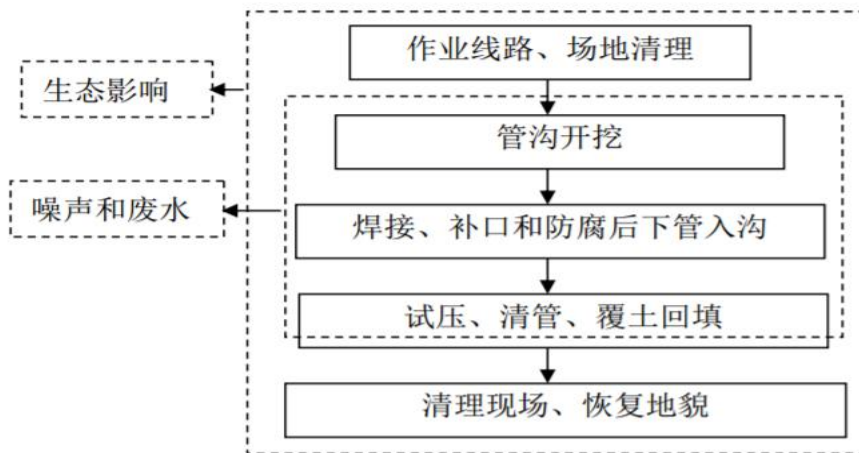 作业线路、场地清理
生态影响
管沟开挖
噪声和废水
焊接、补口和防腐后下管入沟
试压、清管、覆土回填
清理现场、恢复地貌